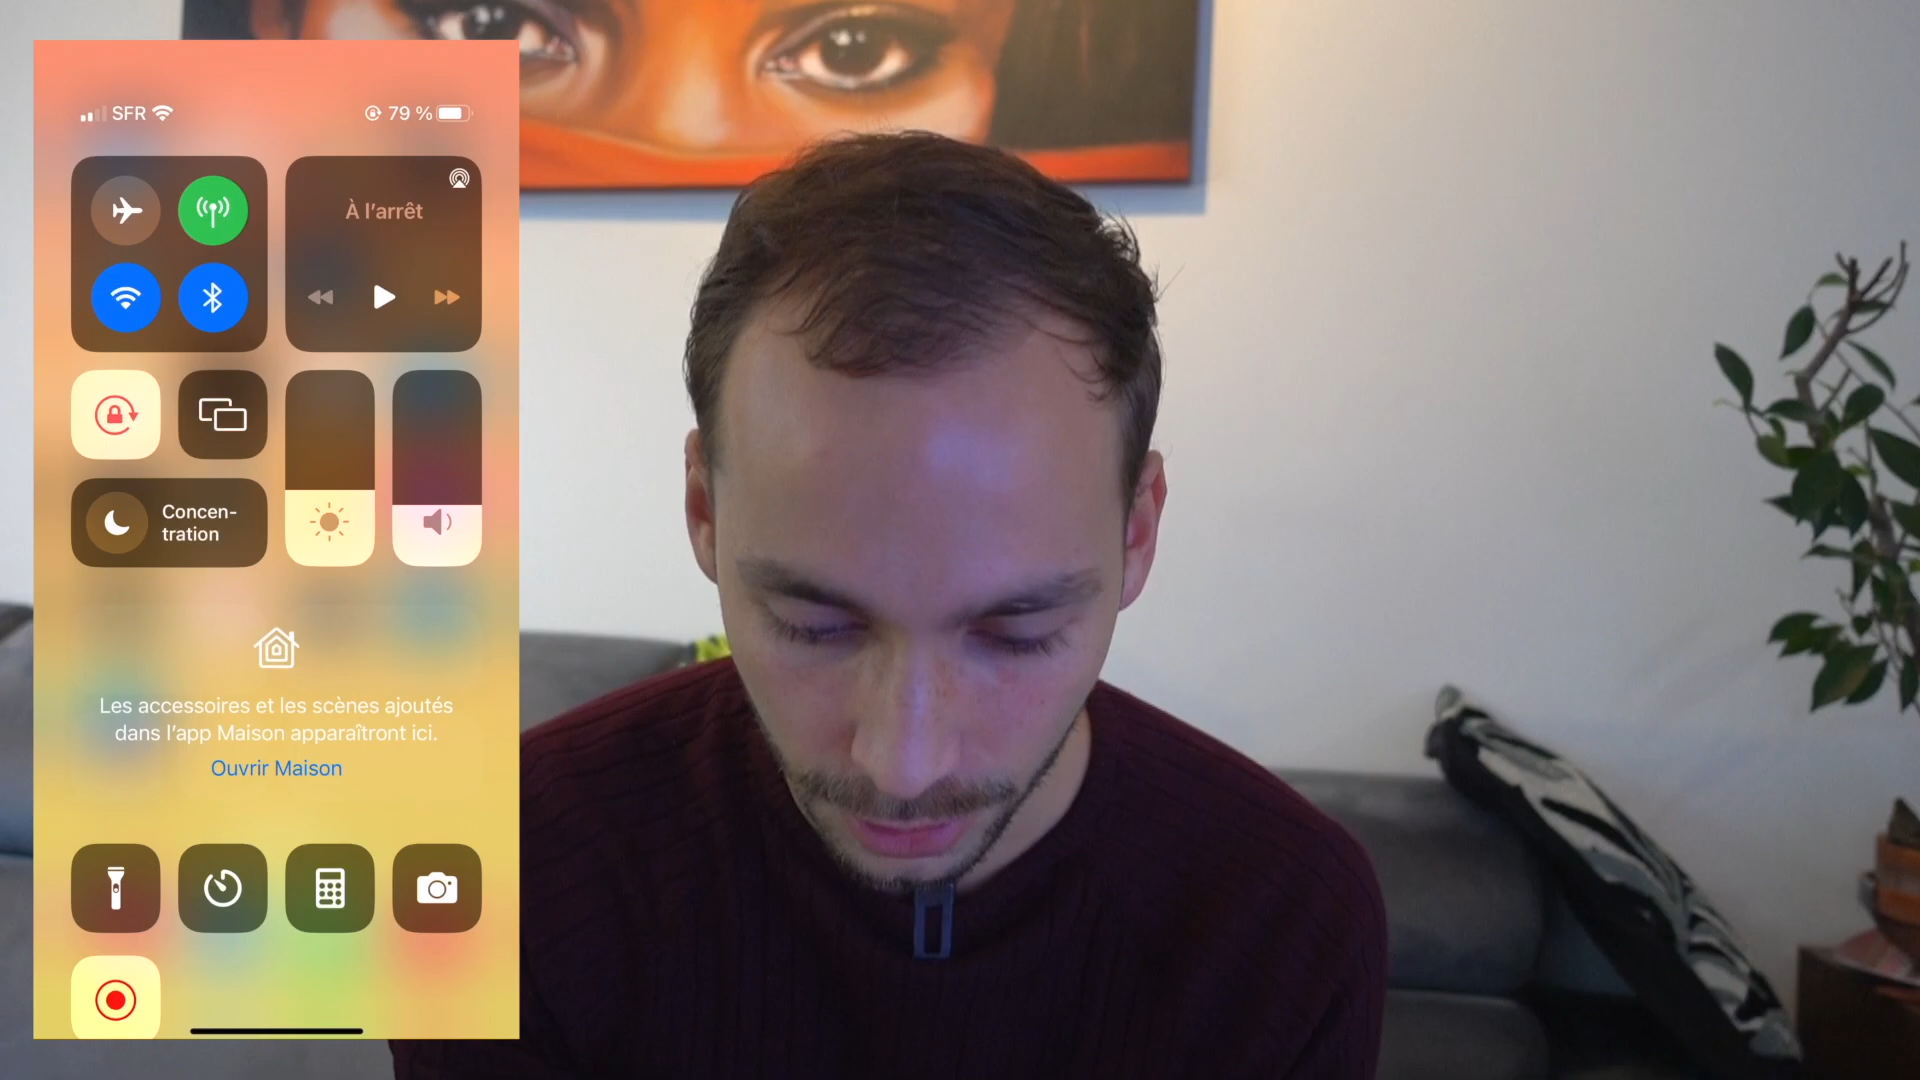 SFR 79 %
À l'arrêt
Concen-
tration
Les accessoires et les scènes ajoutés
dans l'app Maison apparaîtront ici.
Ouvrir Maison